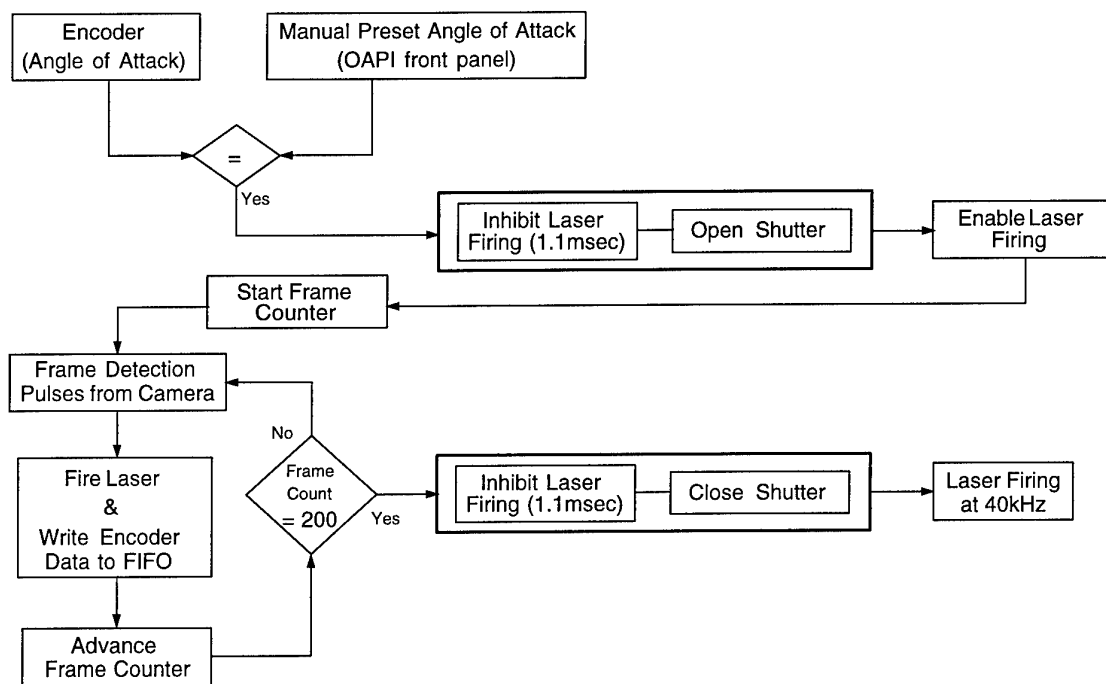 Encoder
(Angle of Attack)
Manual Preset Angle of Attack
(OAPI front panel)
=
Yes
Inhibit Laser
Firing (1.1msec)
Open Shutter
Enable Laser
Firing
Start Frame
Counter
Frame Detection
Pulses from Camera
No
Fire Laser
&
Write Encoder
Data to FIFO
Frame
Count
= 200
Yes
Inhibit Laser
Firing (1.1msec)
Close Shutter
Laser Firing
at 40kHz
Advance
Frame Counter